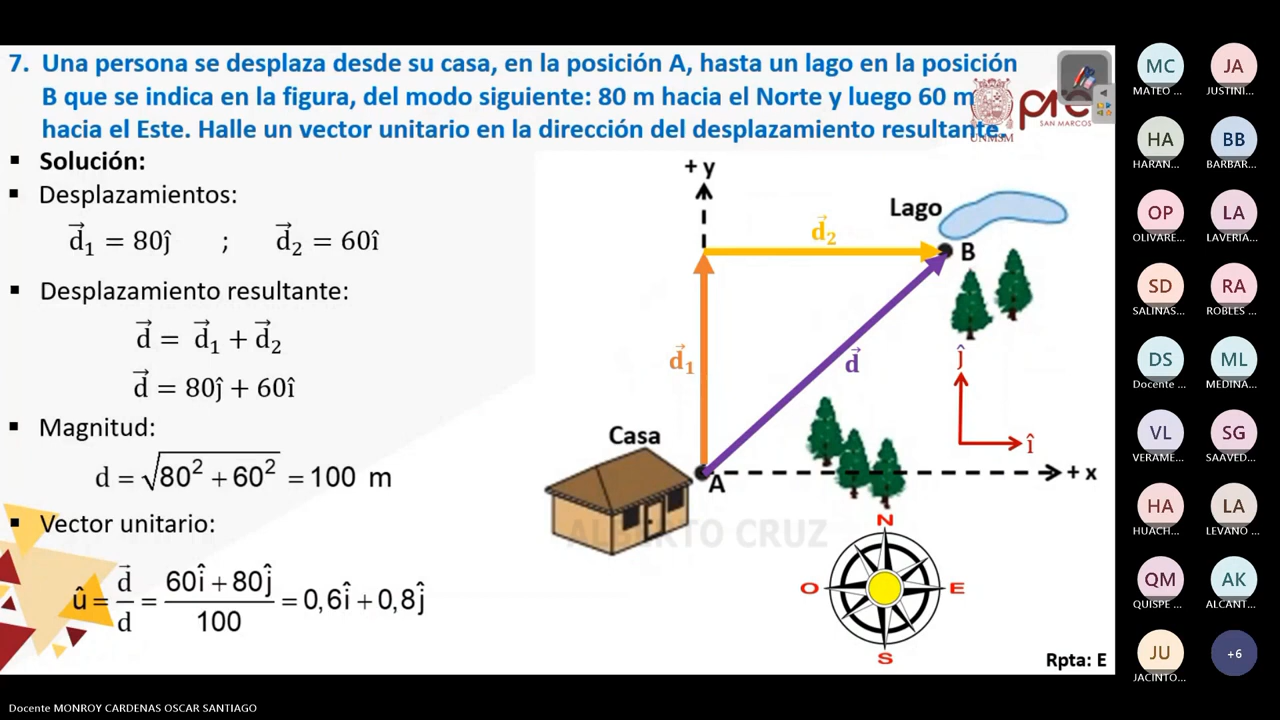 7. Una persona se desplaza desde su casa, en la posición A, hasta un lago en la posición
B que se indica en la figura, del modo siguiente: 80 m hacia el Norte y luego 60 m
hacia el Este. Halle un vector unitario en la dirección del desplazamiento resultante.
UNMSM
SAN MARCOS
▪ Solución:
▪ Desplazamientos:
d⃗₁ = 80ĵ ; d⃗₂ = 60î
▪ Desplazamiento resultante:
d⃗ = d⃗₁ + d⃗₂
d⃗ = 80ĵ + 60î
▪ Magnitud:
d = √(80² + 60²) = 100 m
▪ Vector unitario:
û = d⃗/d = (60î + 80ĵ)/100 = 0,6î + 0,8ĵ
+ y
Lago
d⃗₂
B
d⃗₁
d⃗
ĵ
î
Casa
A
+ x
ALBERTO CRUZ
N
O
E
S
Rpta: E
MC
MATEO ...
JA
JUSTINI...
HA
HARAN...
BB
BARBAR...
OP
OLIVARE...
LA
LAVERIA...
SD
SALINAS...
RA
ROBLES ...
DS
Docente ...
ML
MEDINA...
VL
VERAME...
SG
SAAVED...
HA
HUACH...
LA
LEVANO ...
QM
QUISPE ...
AK
ALCANT...
JU
JACINTO...
+6
Docente MONROY CARDENAS OSCAR SANTIAGO